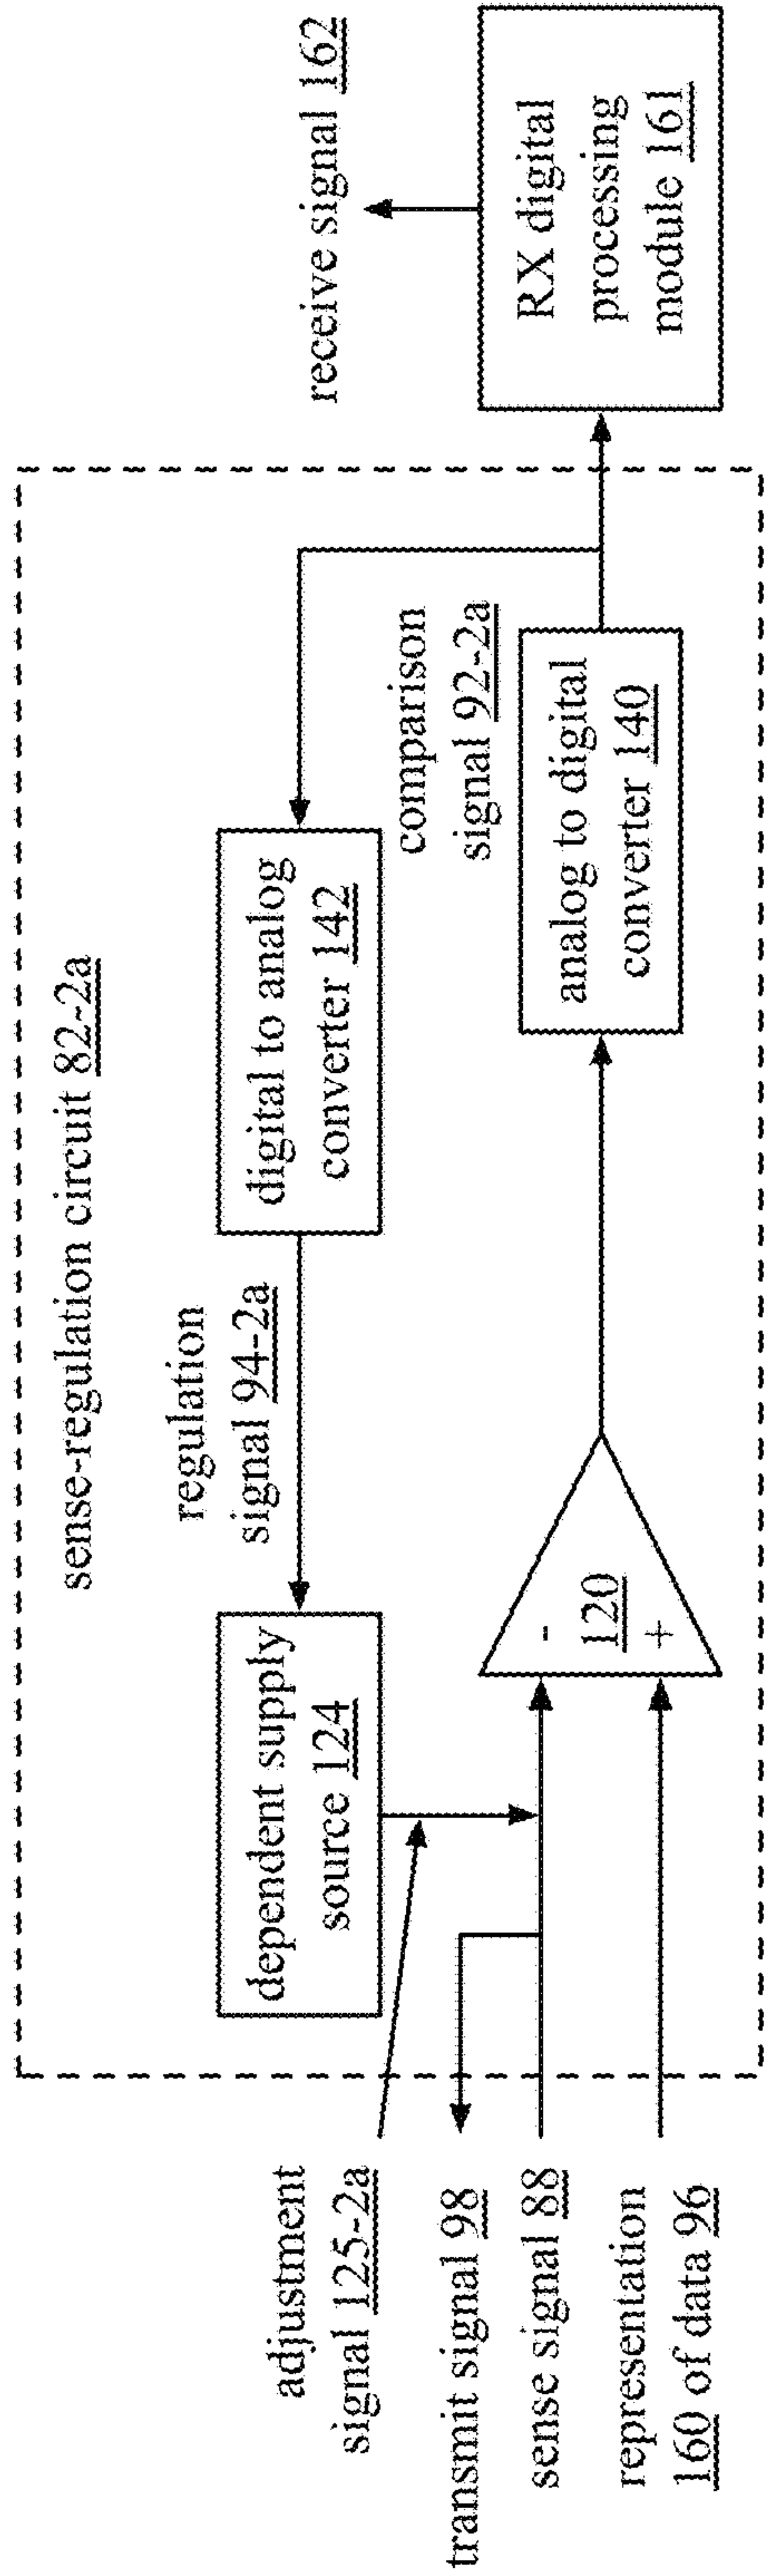 sense-regulation circuit 82-2a
adjustment
signal 125-2a
transmit signal 98
sense signal 88
representation
160 of data 96
dependent supply
source 124
regulation
signal 94-2a
digital to analog
converter 142
-
120
+
comparison
signal 92-2a
analog to digital
converter 140
receive signal 162
RX digital
processing
module 161